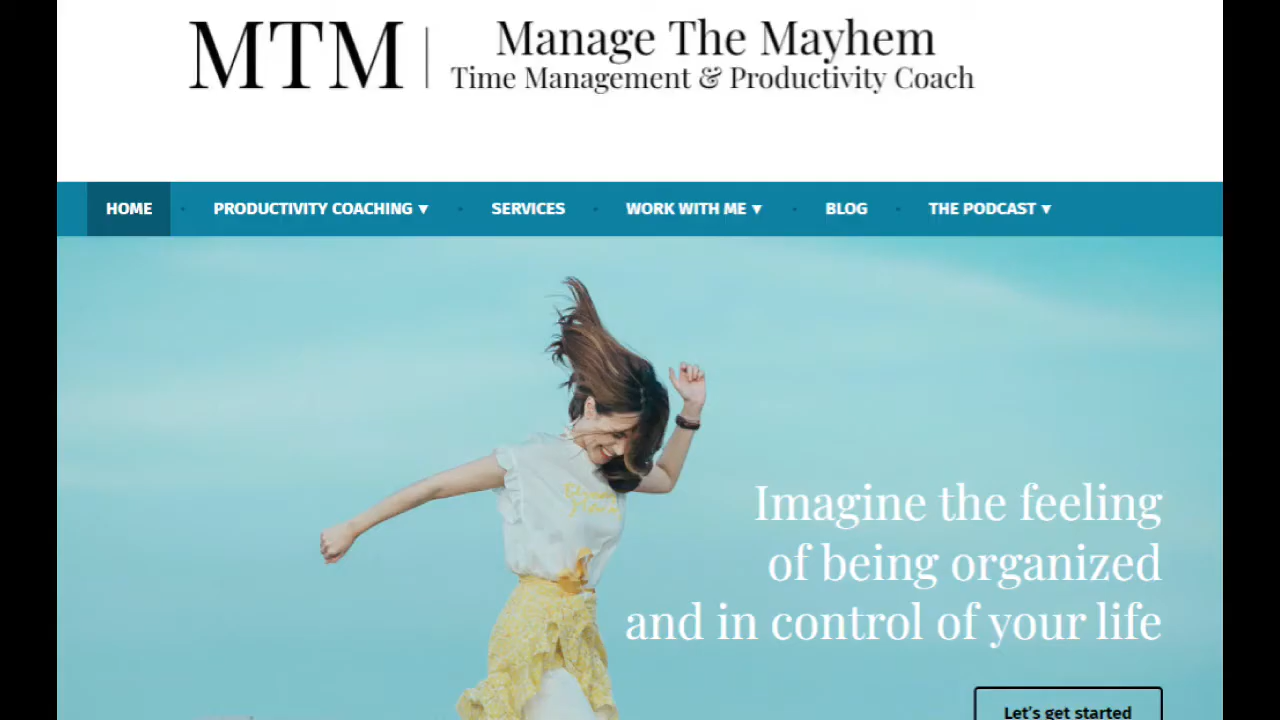 MTM
Manage The Mayhem
Time Management & Productivity Coach
HOME
PRODUCTIVITY COACHING ▼
SERVICES
WORK WITH ME ▼
BLOG
THE PODCAST ▼
Imagine the feeling
of being organized
and in control of your life
Let's get started